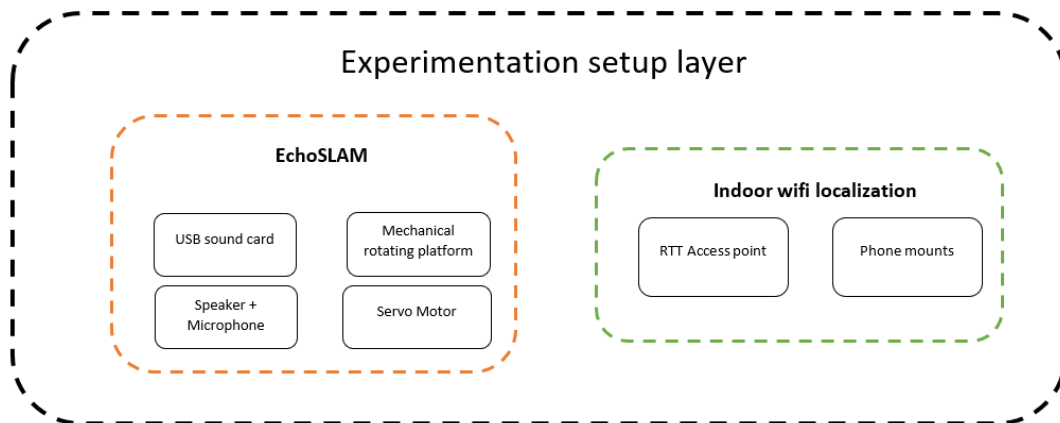 Experimentation setup layer
EchoSLAM
USB sound card
Mechanical
rotating platform
Speaker +
Microphone
Servo Motor
Indoor wifi localization
RTT Access point
Phone mounts